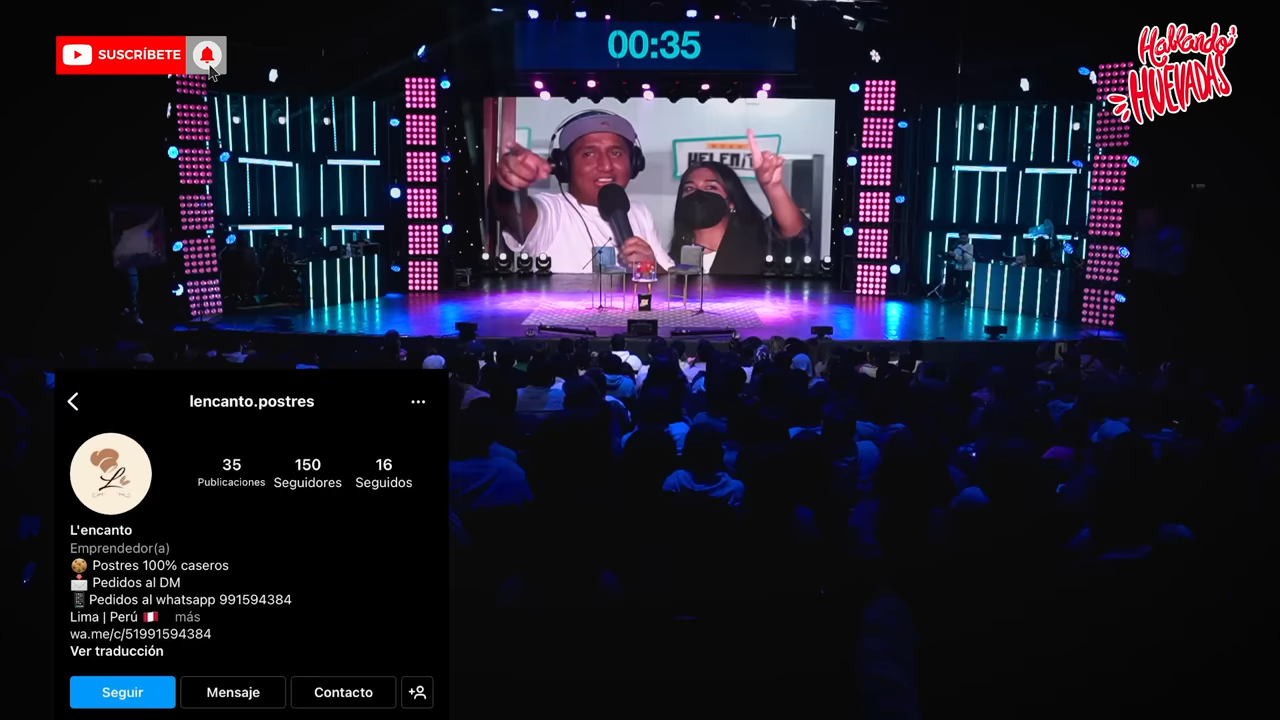 SUSCRÍBETE
00:35
Hablando
HUEVADAS
HELENITA
lencanto.postres
35
150
16
Publicaciones
Seguidores
Seguidos
L
L'encanto
Emprendedor(a)
Postres 100% caseros
Pedidos al DM
Pedidos al whatsapp 991594384
Lima | Perú más
wa.me/c/51991594384
Ver traducción
Seguir
Mensaje
Contacto